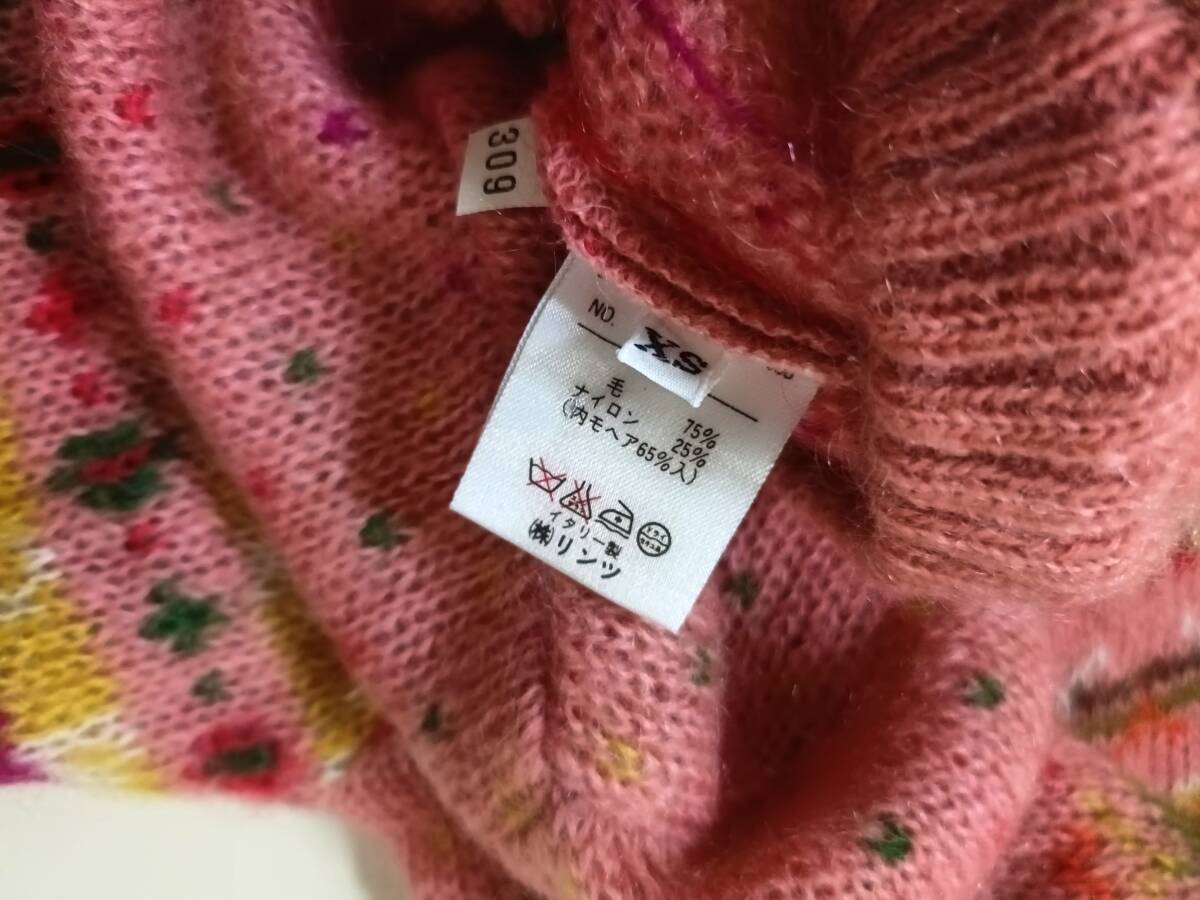 309
NO.
XS
毛 75%
ナイロン 25%
(内モヘア65%入)
イタリー製
(株)リンツ